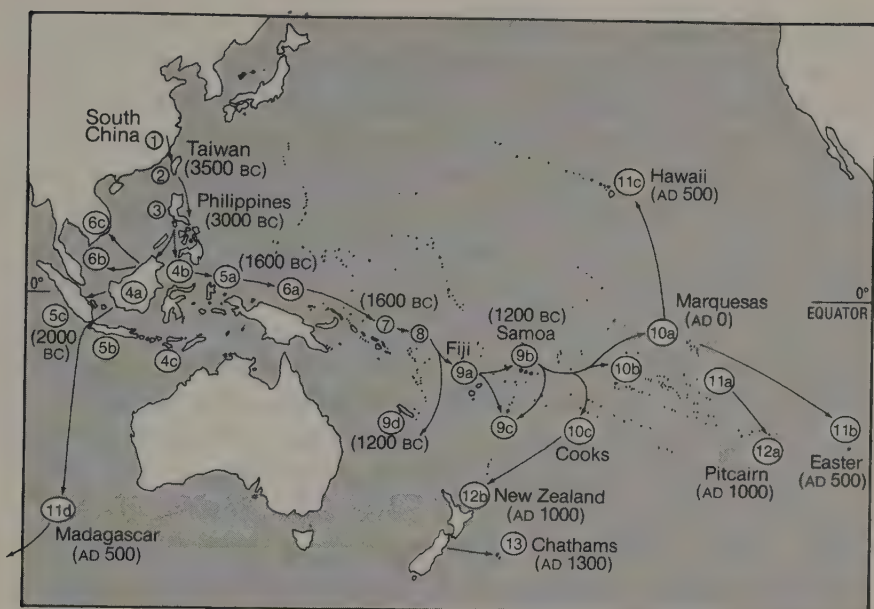 South
China
①
Taiwan
②
(3500 BC)
Philippines
③
(3000 BC)
6c
6b
4b
5a
(1600 BC)
6a
4a
0°
5c
(2000
BC)
5b
4c
(1600 BC)
7
8
Fiji
9a
(1200 BC)
Samoa
9b
9c
9d
(1200 BC)
11c
Hawaii
(AD 500)
0°
EQUATOR
Marquesas
(AD 0)
10a
10b
10c
Cooks
11a
12a
Pitcairn
(AD 1000)
11b
Easter
(AD 500)
12b
New Zealand
(AD 1000)
13
Chathams
(AD 1300)
11d
Madagascar
(AD 500)